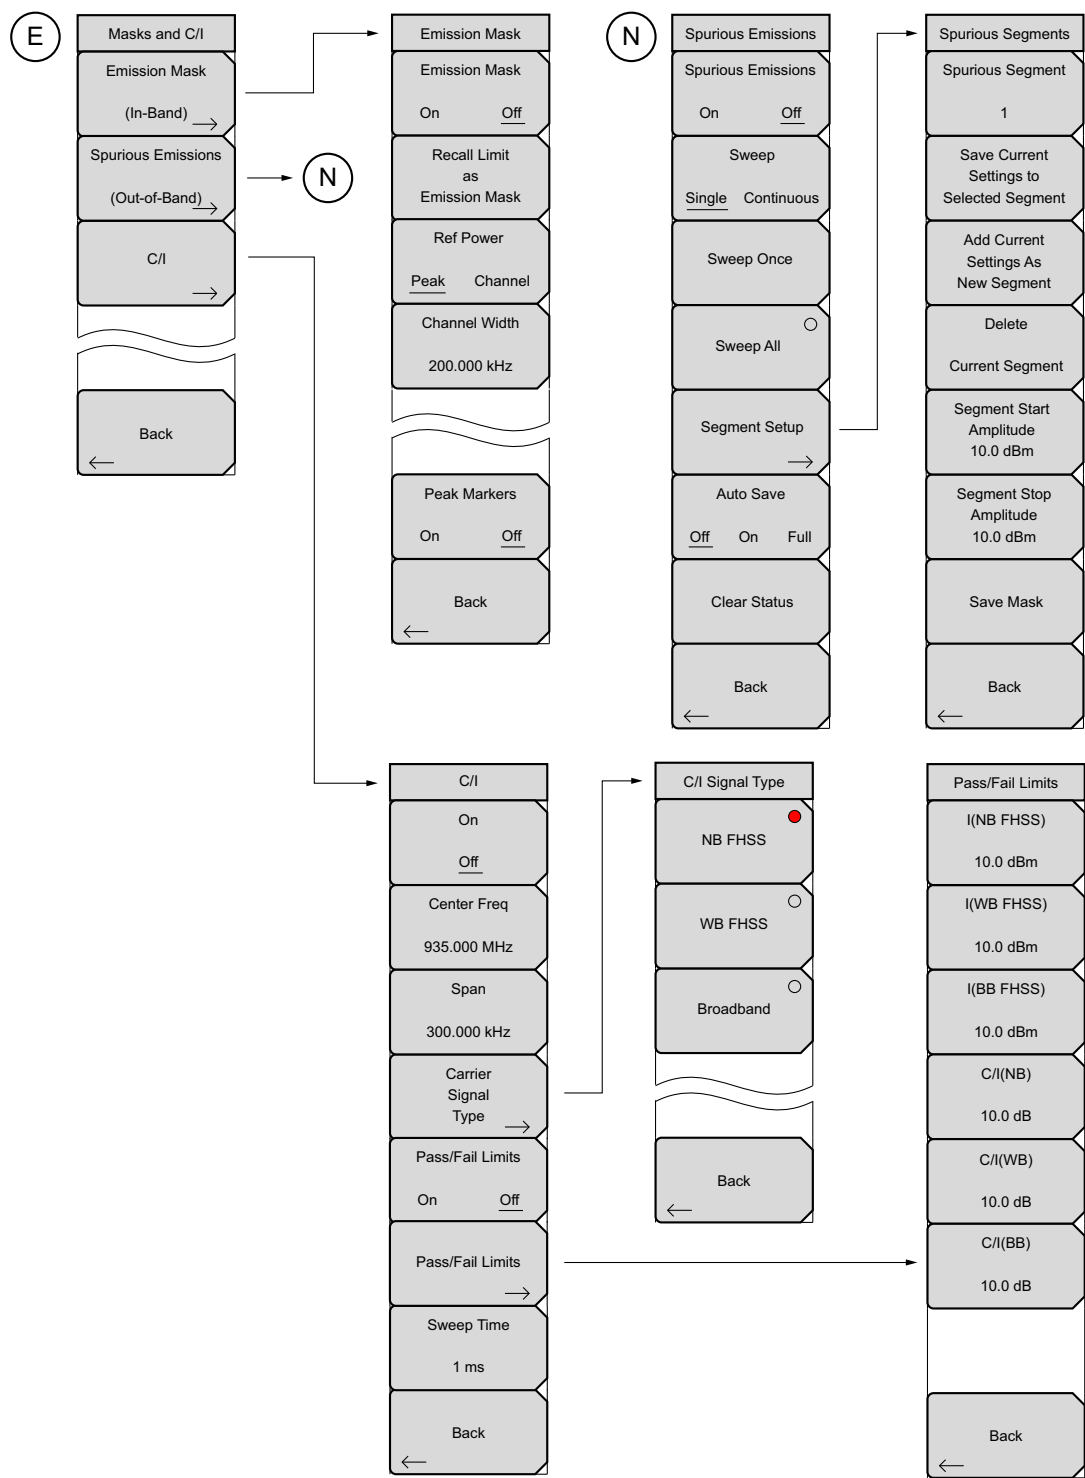 E
Masks and C/I
Emission Mask
(In-Band)
Spurious Emissions
(Out-of-Band)
C/I
Back
Emission Mask
Emission Mask
On Off
Recall Limit
as
Emission Mask
Ref Power
Peak Channel
Channel Width
200.000 kHz
Peak Markers
On Off
Back
N
N
Spurious Emissions
Spurious Emissions
On Off
Sweep
Single Continuous
Sweep Once
Sweep All
Segment Setup
Auto Save
Off On Full
Clear Status
Back
Spurious Segments
Spurious Segment
1
Save Current
Settings to
Selected Segment
Add Current
Settings As
New Segment
Delete
Current Segment
Segment Start
Amplitude
10.0 dBm
Segment Stop
Amplitude
10.0 dBm
Save Mask
Back
C/I
On
Off
Center Freq
935.000 MHz
Span
300.000 kHz
Carrier
Signal
Type
Pass/Fail Limits
On Off
Pass/Fail Limits
Sweep Time
1 ms
Back
C/I Signal Type
NB FHSS
WB FHSS
Broadband
Back
Pass/Fail Limits
I(NB FHSS)
10.0 dBm
I(WB FHSS)
10.0 dBm
I(BB FHSS)
10.0 dBm
C/I(NB)
10.0 dB
C/I(WB)
10.0 dB
C/I(BB)
10.0 dB
Back